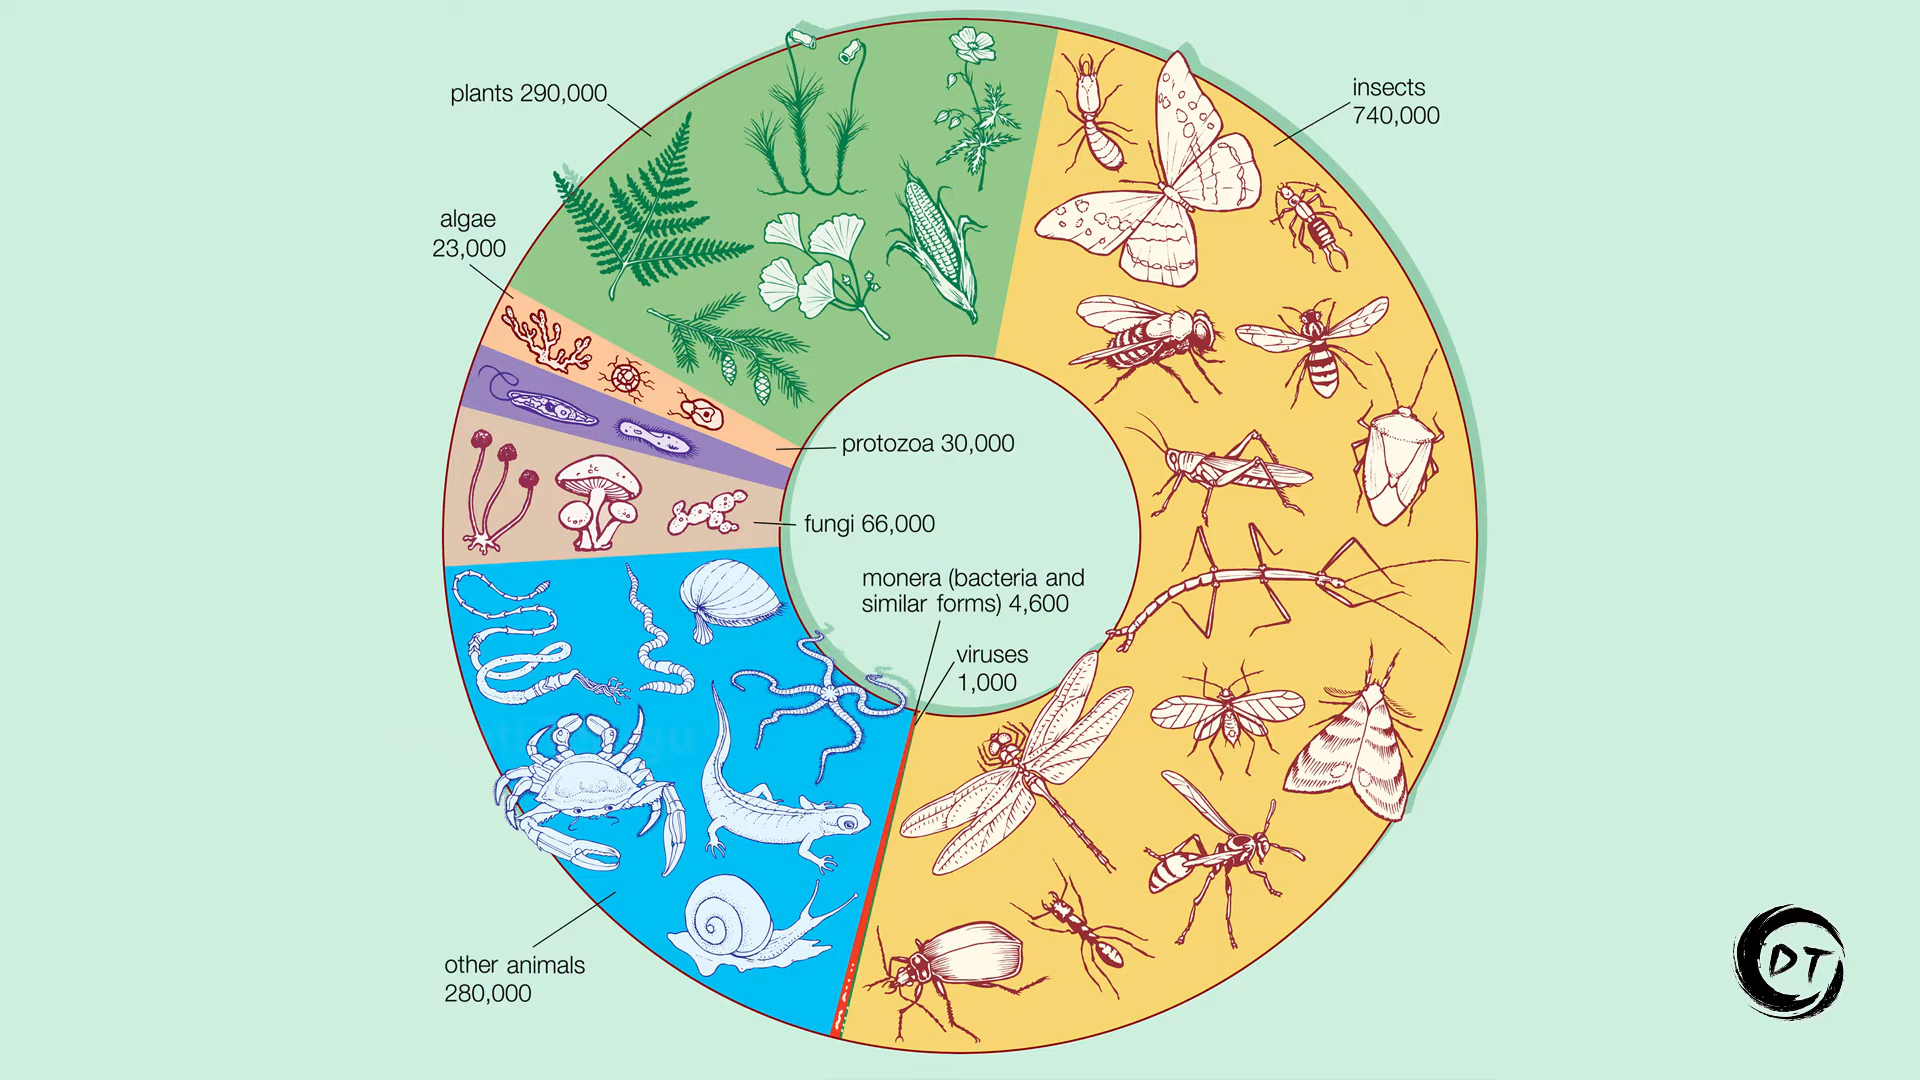 plants 290,000
insects
740,000
algae
23,000
protozoa 30,000
fungi 66,000
monera (bacteria and
similar forms) 4,600
viruses
1,000
other animals
280,000
DT